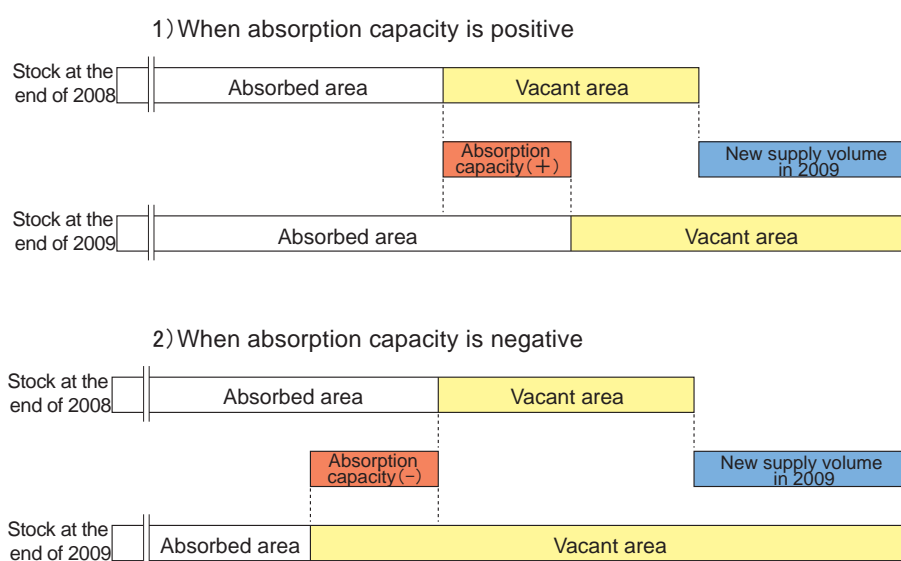 1）When absorption capacity is positive
Stock at the
end of 2008
Absorbed area
Vacant area
Absorption
capacity（＋）
New supply volume
in 2009
Stock at the
end of 2009
Absorbed area
Vacant area
2）When absorption capacity is negative
Stock at the
end of 2008
Absorbed area
Vacant area
Absorption
capacity（−）
New supply volume
in 2009
Stock at the
end of 2009
Absorbed area
Vacant area